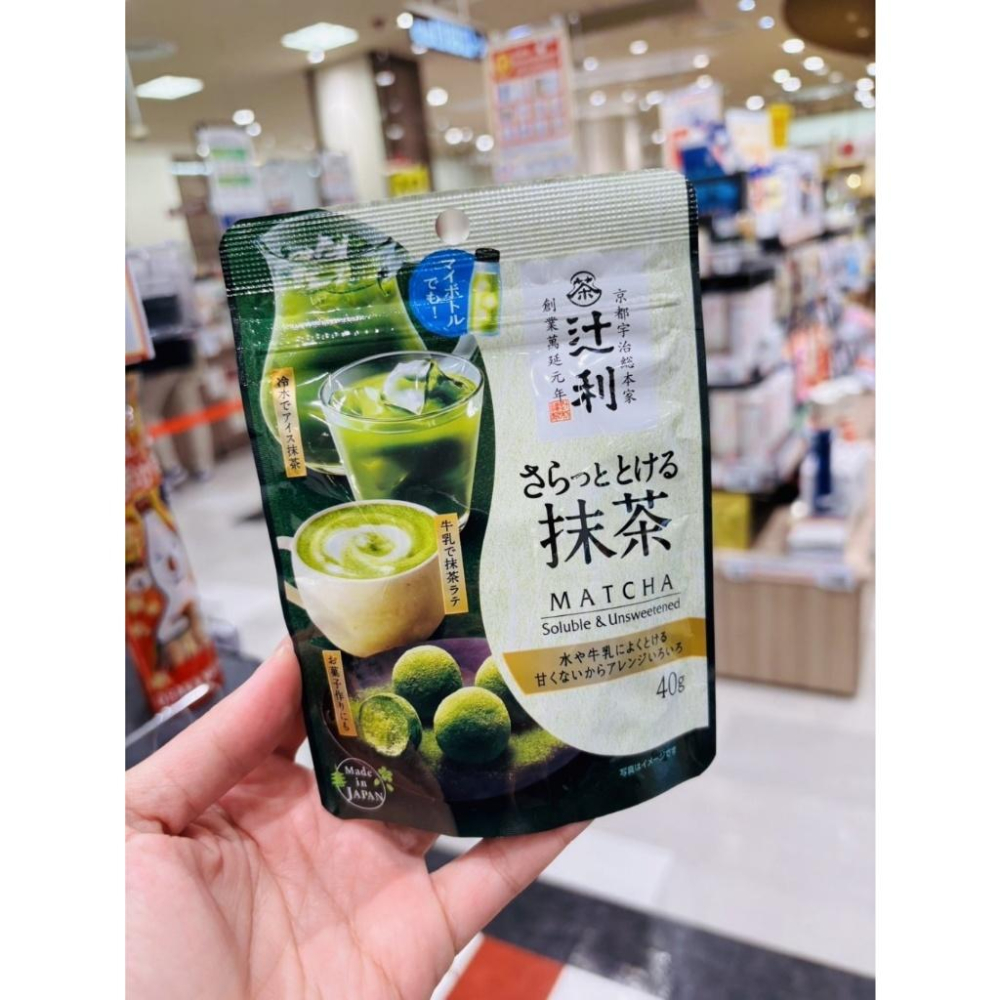 マイボトル
でも!
茶
京都宇治総本家
辻利
創業萬延元年
冷水でアイス抹茶
さらっととける
抹茶
MATCHA
Soluble & Unsweetened
牛乳で抹茶ラテ
水や牛乳によくとける
甘くないからアレンジいろいろ
40g
お菓子作りにも
Made
in
JAPAN
写真はイメージです